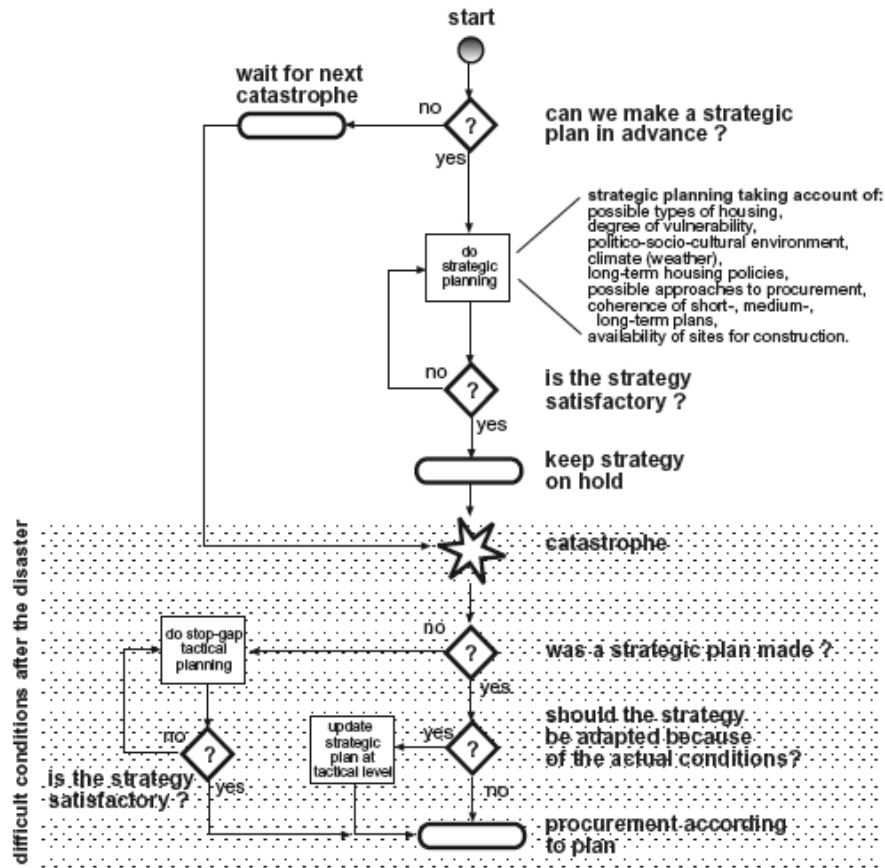 start
wait for next
catastrophe
no
?
can we make a strategic
plan in advance ?
yes
strategic planning taking account of:
possible types of housing,
degree of vulnerability,
politico-socio-cultural environment,
climate (weather),
long-term housing policies,
possible approaches to procurement,
coherence of short-, medium-,
long-term plans,
availability of sites for construction.
do
strategic
planning
no
?
is the strategy
satisfactory ?
yes
keep strategy
on hold
difficult conditions after the disaster
catastrophe
do stop-gap
tactical
planning
no
?
was a strategic plan made ?
yes
no
?
is the strategy
satisfactory ?
yes
update
strategic
plan at
tactical level
yes
?
should the strategy
be adapted because
of the actual conditions?
no
procurement according
to plan